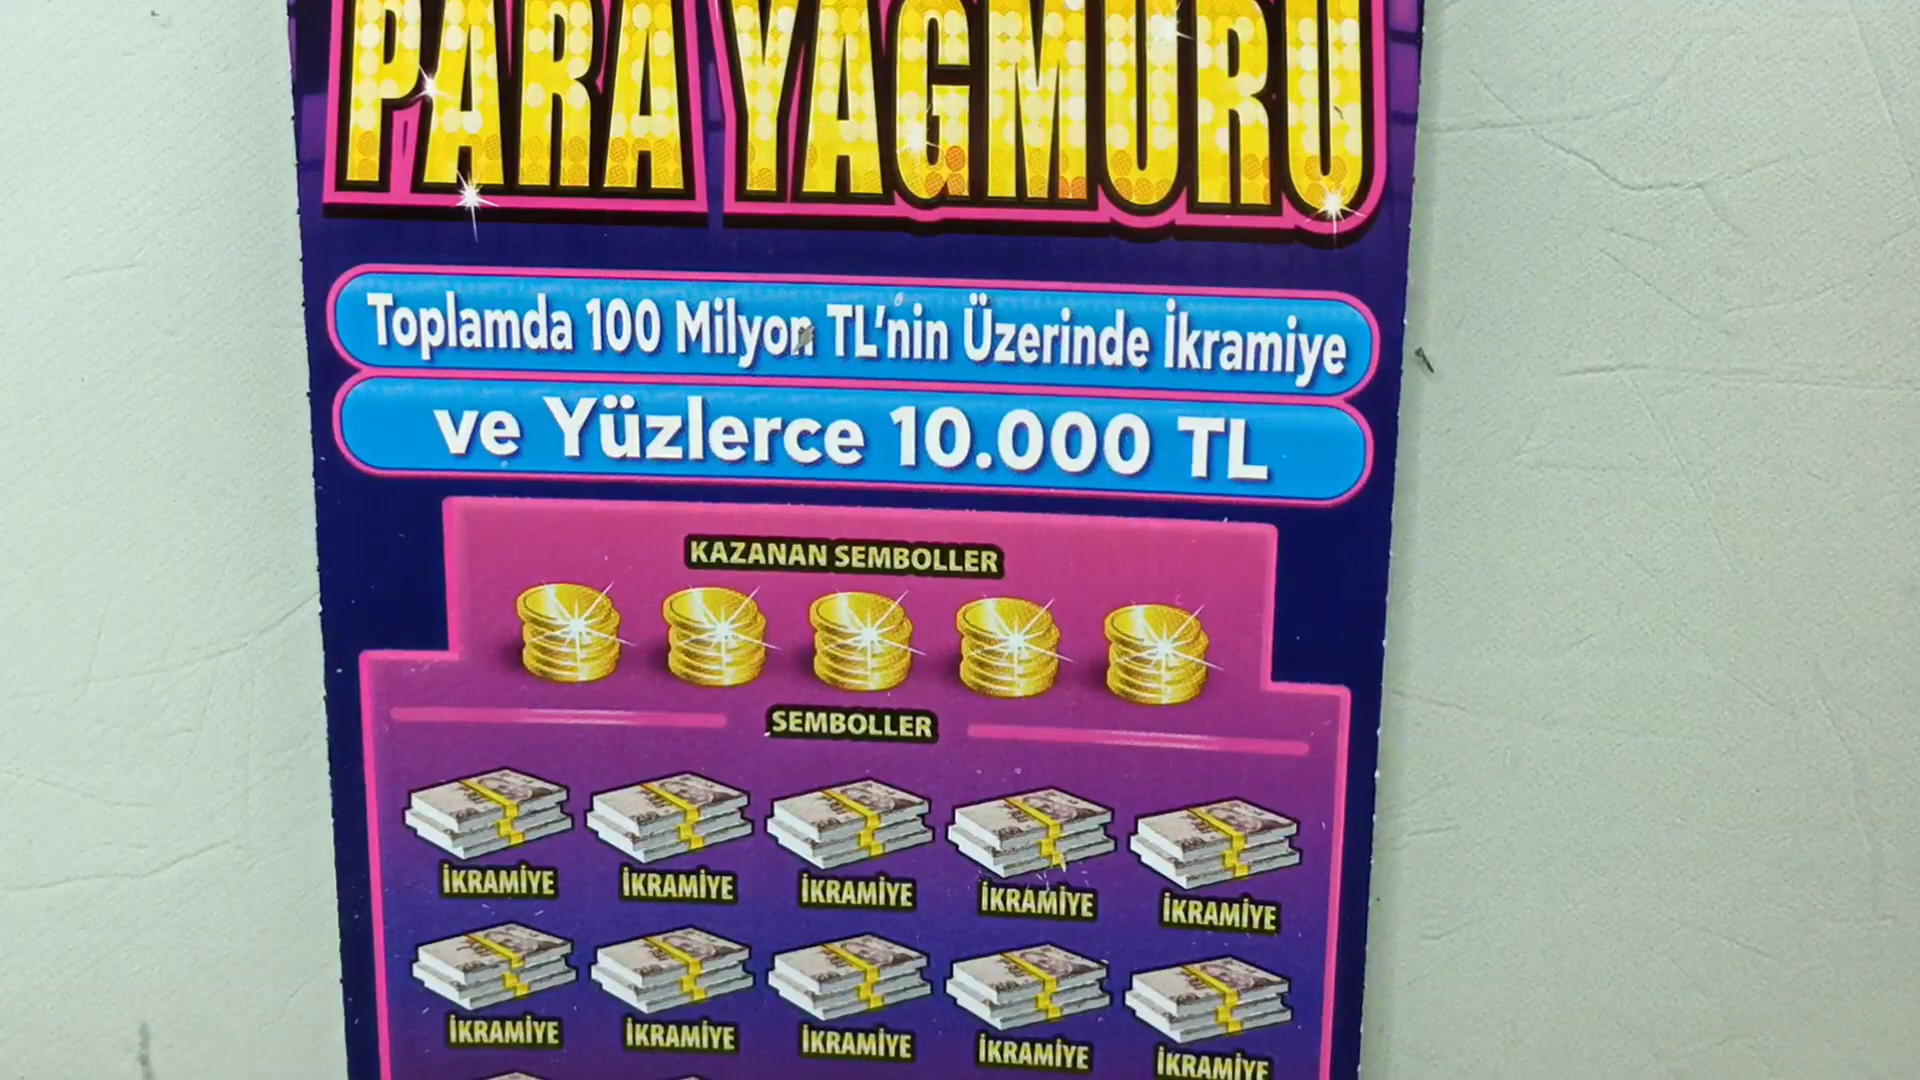 PARA YAĞMURU
Toplamda 100 Milyon TL'nin Üzerinde İkramiye
ve Yüzlerce 10.000 TL
KAZANAN SEMBOLLER
SEMBOLLER
İKRAMİYE İKRAMİYE İKRAMİYE İKRAMİYE İKRAMİYE
İKRAMİYE İKRAMİYE İKRAMİYE İKRAMİYE İKRAMİYE